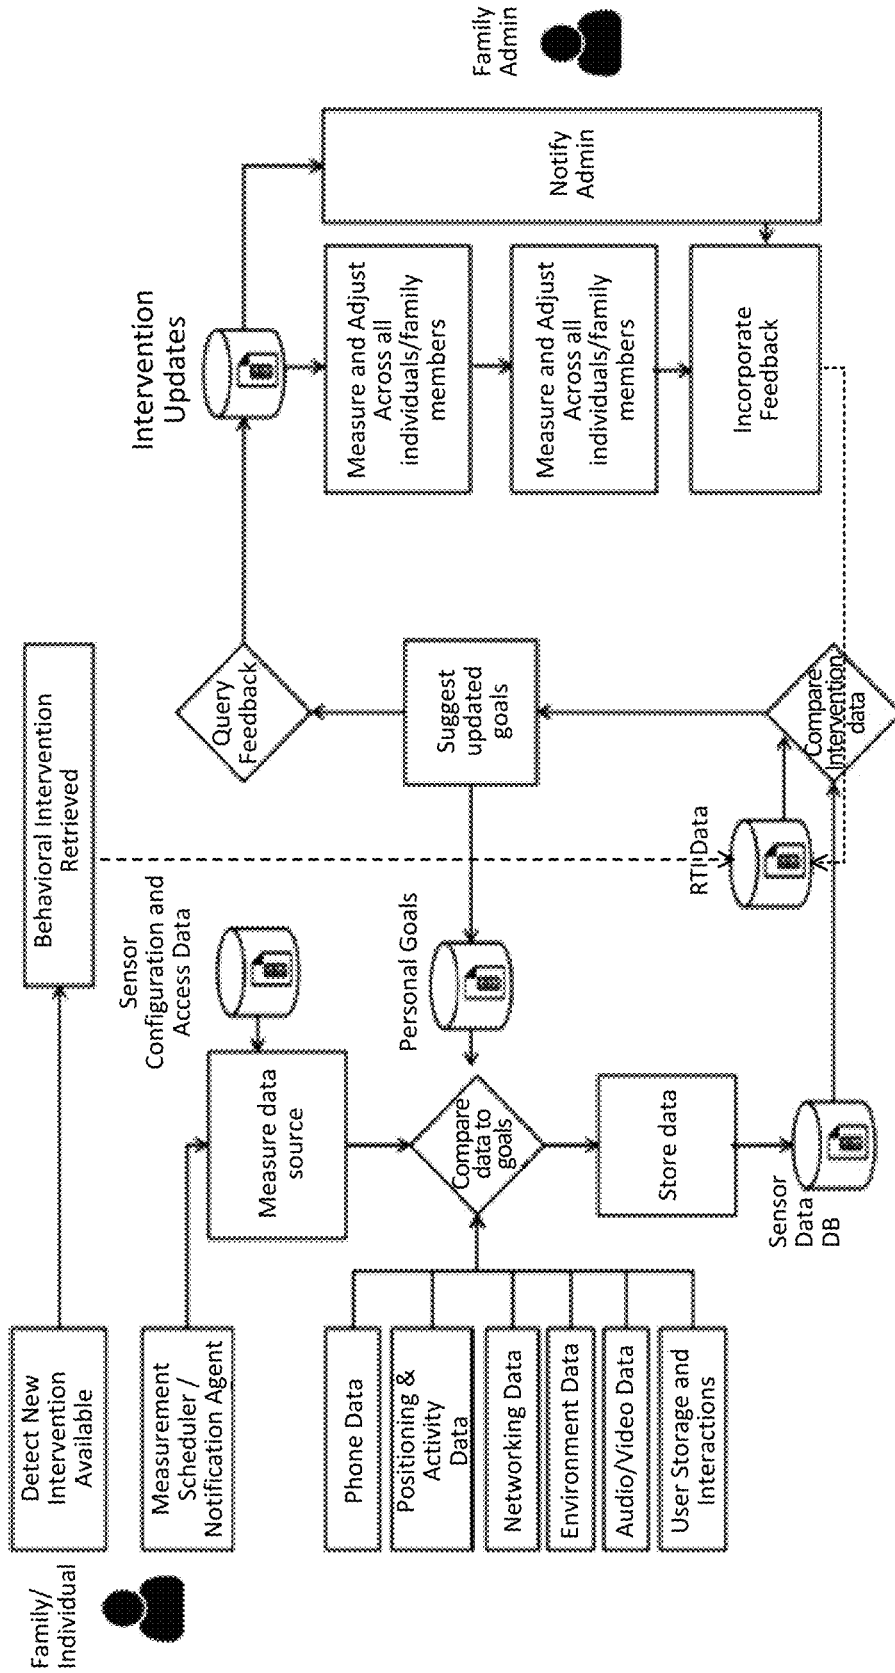 Family/
Individual
Detect New
Intervention
Available
Behavioral Intervention
Retrieved
Measurement
Scheduler /
Notification Agent
Sensor
Configuration and
Access Data
Measure data
source
Phone Data
Positioning &
Activity
Data
Networking Data
Environment Data
Audio/Video Data
User Storage and
Interactions
Compare
data to
goals
Personal Goals
Store data
Sensor
Data
DB
RTI Data
Compare
Intervention
data
Suggest
updated
goals
Query
Feedback
Intervention
Updates
Measure and Adjust
Across all
individuals/family
members
Measure and Adjust
Across all
individuals/family
members
Incorporate
Feedback
Notify
Admin
Family
Admin